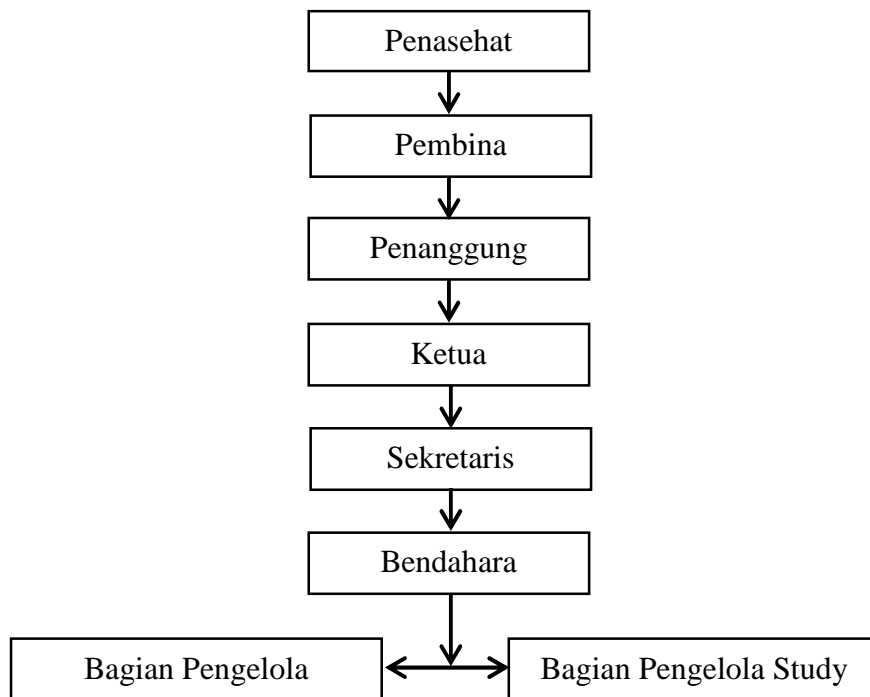 Penasehat
Pembina
Penanggung
Ketua
Sekretaris
Bendahara
Bagian Pengelola
Bagian Pengelola Study